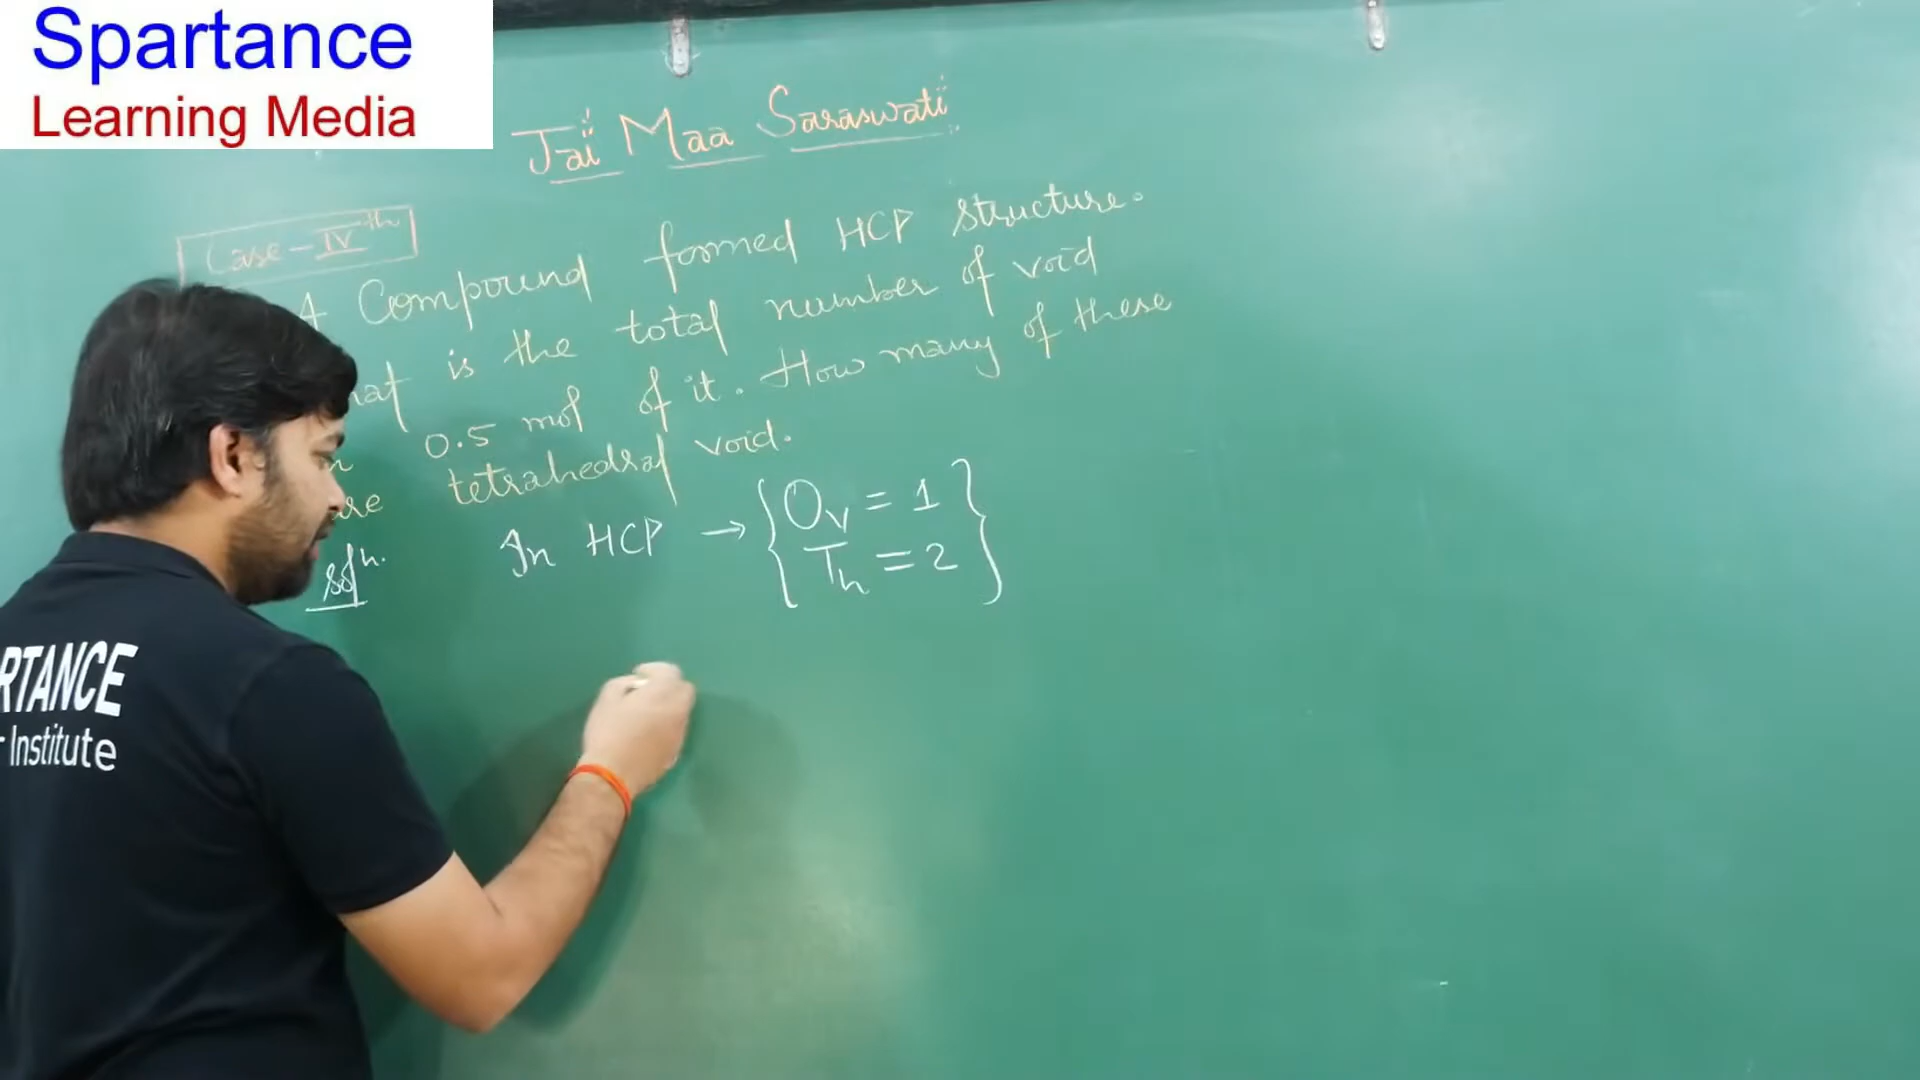 Spartance
Learning Media
Jai Maa Saraswati
Case - IVth
A Compound formed HCP structure.
is the total number of void
0.5 mol of it. How many of these
tetrahedral void.
soln.
In HCP → { Ov = 1
Th = 2 }
RTANCE
Institute